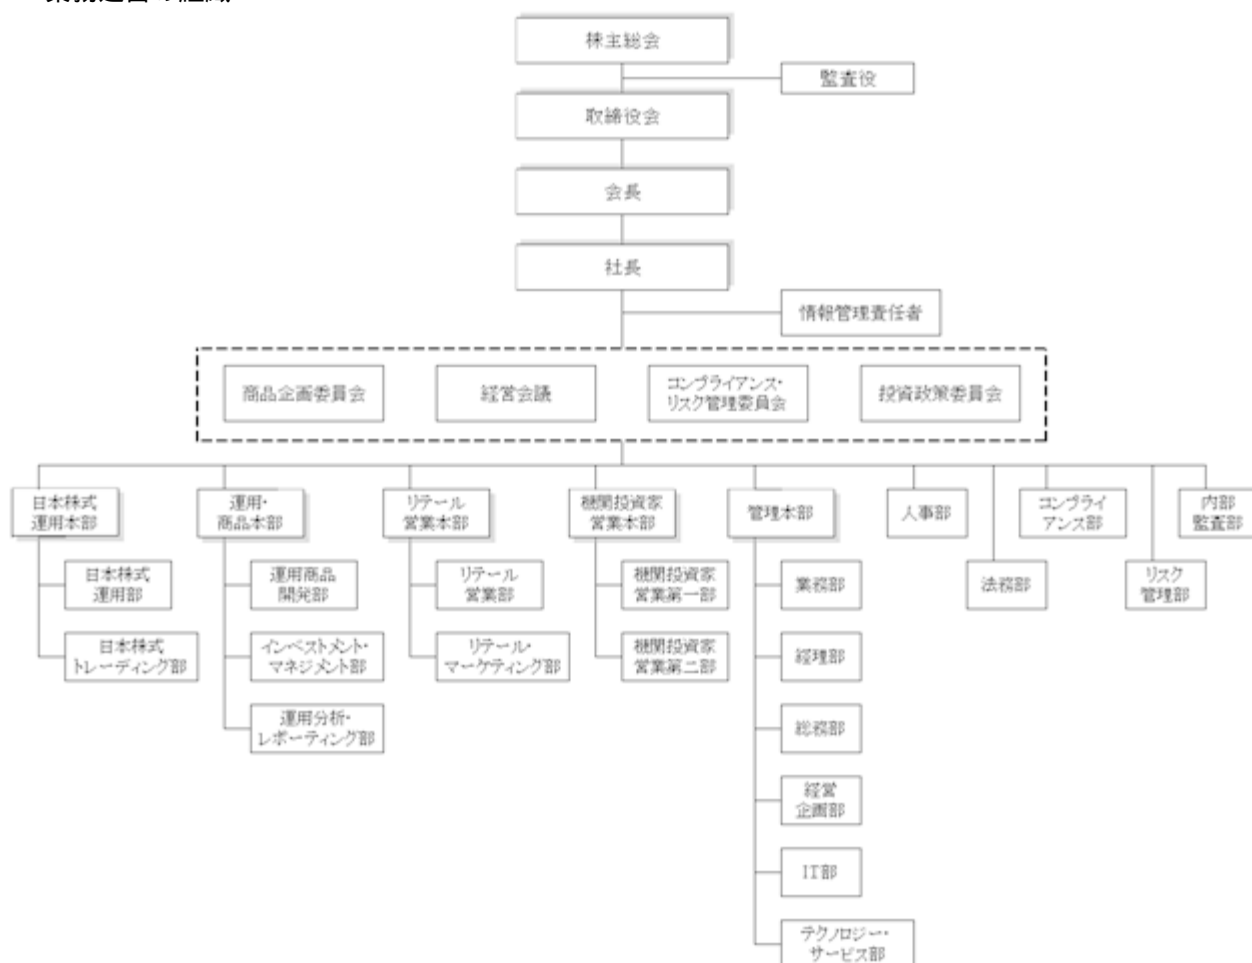 業務運営の組織
株主総会
監査役
取締役会
会長
社長
情報管理責任者
商品企画委員会
経営会議
コンプライアンス・
リスク管理委員会
投資政策委員会
日本株式
運用本部
運用・
商品本部
リテール
営業本部
機関投資家
営業本部
管理本部
人事部
コンプライ
アンス部
内部
監査部
日本株式
運用部
運用商品
開発部
リテール
営業部
機関投資家
営業第一部
業務部
法務部
リスク
管理部
日本株式
トレーディング部
インベストメント・
マネジメント部
リテール・
マーケティング部
機関投資家
営業第二部
経理部
運用分析・
レポーティング部
総務部
経営
企画部
IT部
テクノロジー・
サービス部